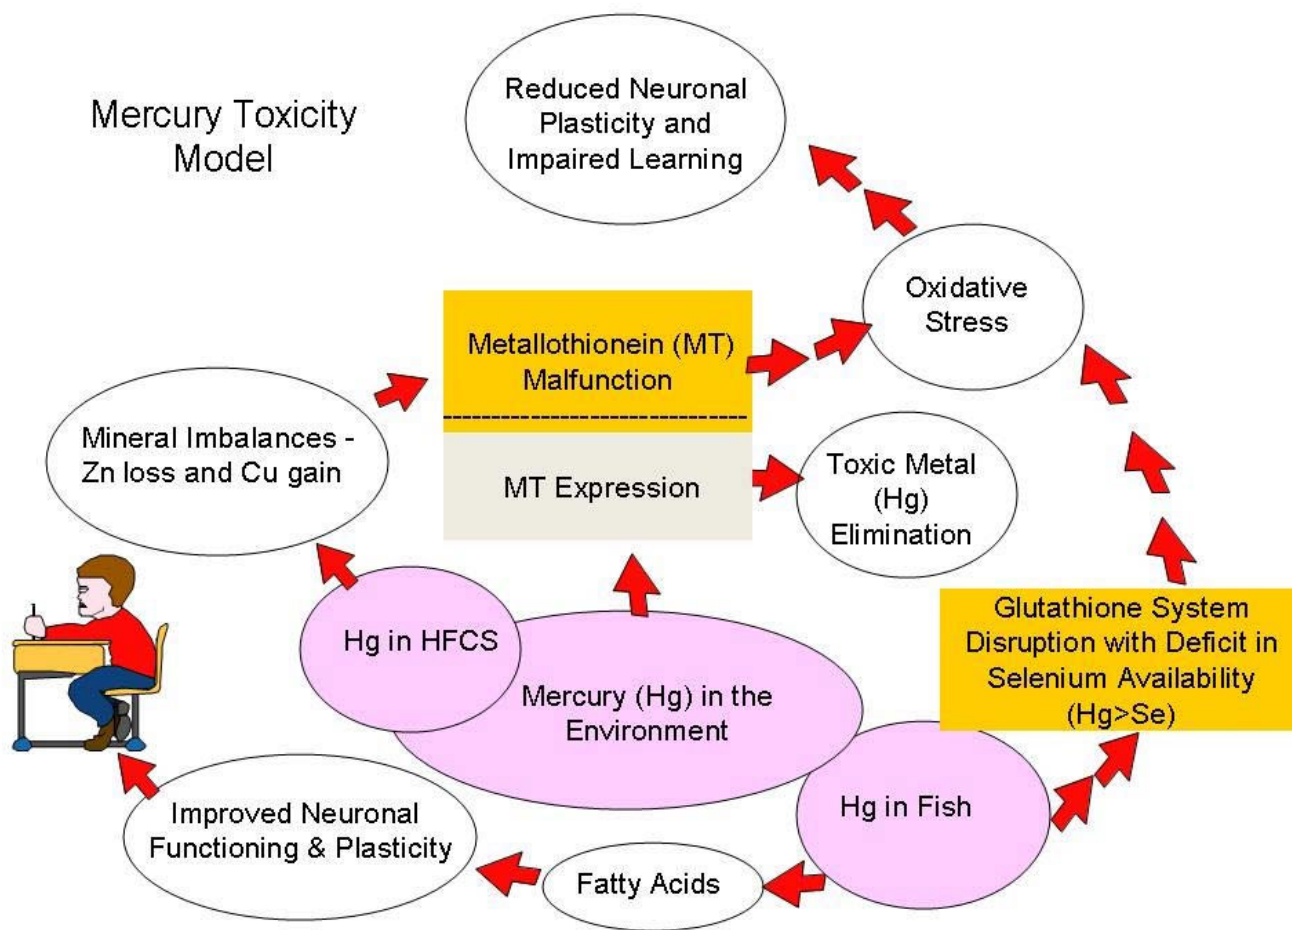 Mercury Toxicity
Model
Reduced Neuronal
Plasticity and
Impaired Learning
Oxidative
Stress
Metallothionein (MT)
Malfunction
MT Expression
Mineral Imbalances -
Zn loss and Cu gain
Toxic Metal
(Hg)
Elimination
Glutathione System
Disruption with Deficit in
Selenium Availability
(Hg>Se)
Hg in HFCS
Mercury (Hg) in the
Environment
Hg in Fish
Improved Neuronal
Functioning & Plasticity
Fatty Acids